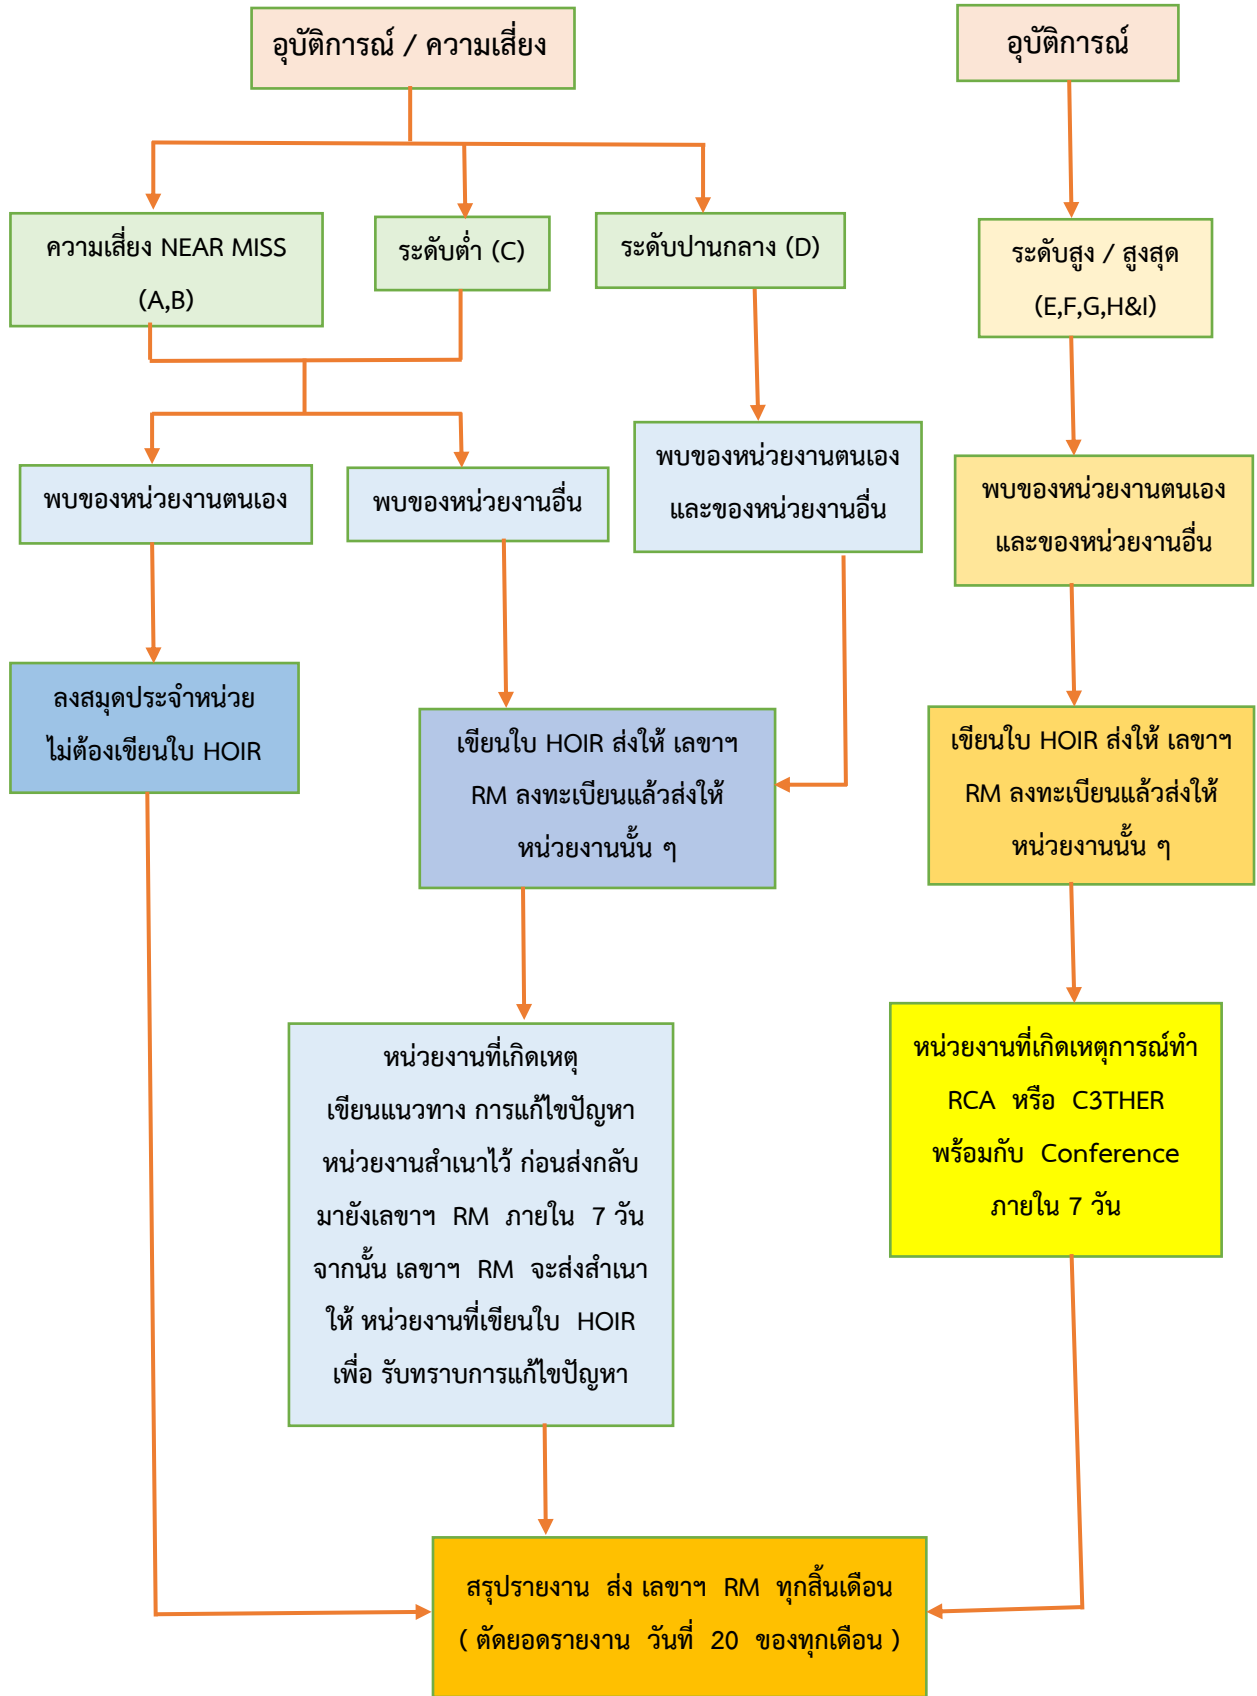 อุบัติการณ์ / ความเสี่ยง
อุบัติการณ์
ความเสี่ยง NEAR MISS
(A,B)
ระดับต่ำ (C)
ระดับปานกลาง (D)
ระดับสูง / สูงสุด
(E,F,G,H&I)
พบของหน่วยงานตนเอง
พบของหน่วยงานอื่น
พบของหน่วยงานตนเอง
และของหน่วยงานอื่น
พบของหน่วยงานตนเอง
และของหน่วยงานอื่น
ลงสมุดประจำหน่วย
ไม่ต้องเขียนใบ HOIR
เขียนใบ HOIR ส่งให้ เลขาฯ
RM ลงทะเบียนแล้วส่งให้
หน่วยงานนั้น ๆ
เขียนใบ HOIR ส่งให้ เลขาฯ
RM ลงทะเบียนแล้วส่งให้
หน่วยงานนั้น ๆ
หน่วยงานที่เกิดเหตุ
เขียนแนวทาง การแก้ไขปัญหา
หน่วยงานสำเนาไว้ ก่อนส่งกลับ
มายังเลขาฯ RM ภายใน 7 วัน
จากนั้น เลขาฯ RM จะส่งสำเนา
ให้ หน่วยงานที่เขียนใบ HOIR
เพื่อ รับทราบการแก้ไขปัญหา
หน่วยงานที่เกิดเหตุการณ์ทำ
RCA หรือ C3THER
พร้อมกับ Conference
ภายใน 7 วัน
สรุปรายงาน ส่ง เลขาฯ RM ทุกสิ้นเดือน
( ตัดยอดรายงาน วันที่ 20 ของทุกเดือน )